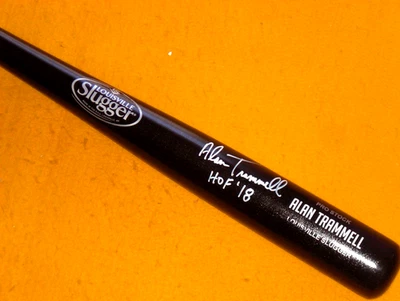 LOUISVILLE
Slugger
Alan Trammell
HOF '18
PRO STOCK
ALAN TRAMMELL
LOUISVILLE SLUGGER